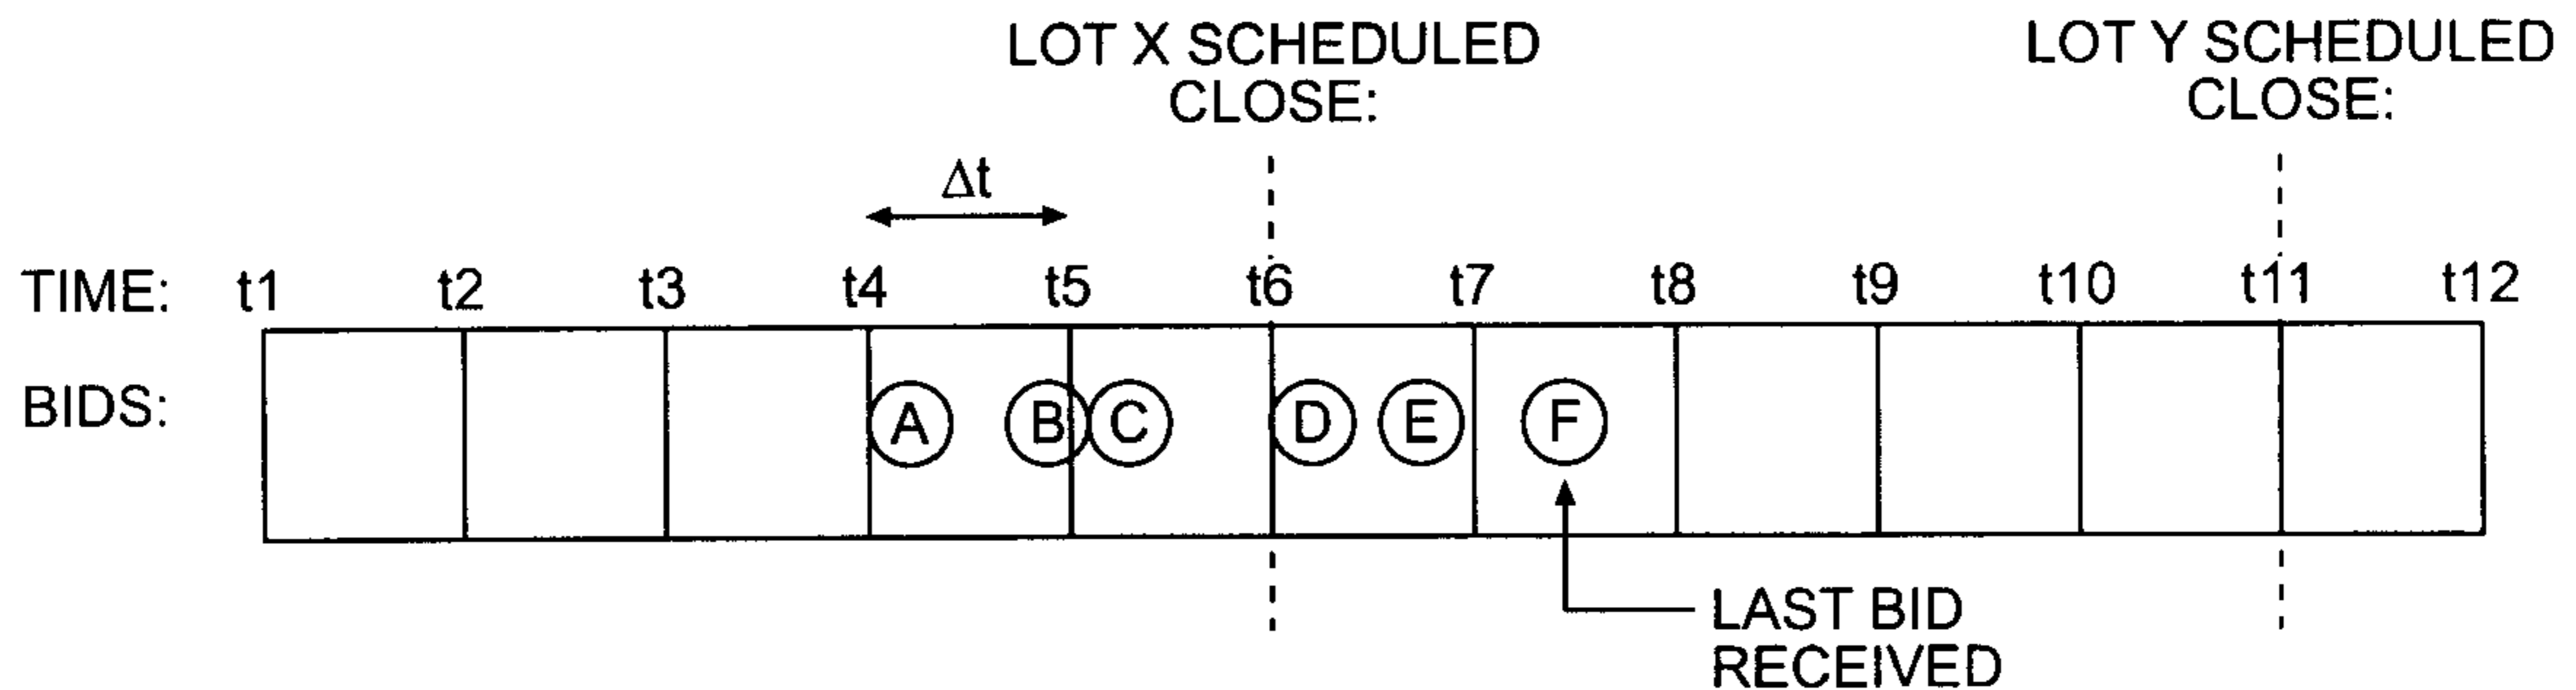 LOT X SCHEDULED
CLOSE:
LOT Y SCHEDULED
CLOSE:
Δt
TIME: t1 t2 t3 t4 t5 t6 t7 t8 t9 t10 t11 t12
BIDS: A B C D E F
LAST BID
RECEIVED